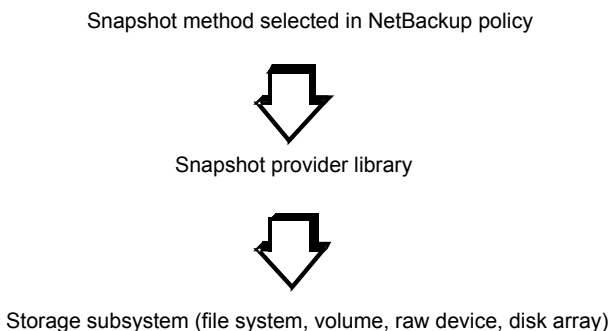 Snapshot method selected in NetBackup policy
Snapshot provider library
Storage subsystem (file system, volume, raw device, disk array)